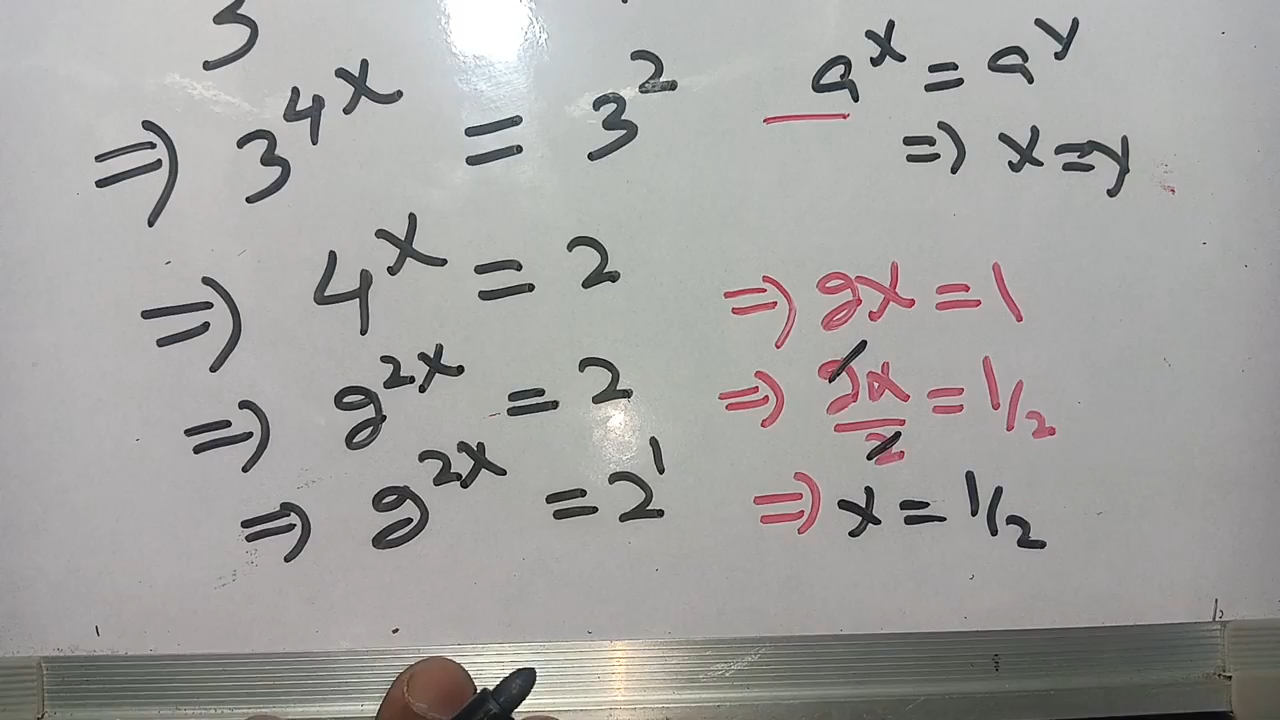 3
⇒ 3^{4^x} = 3^2
⇒ 4^x = 2
⇒ 2^{2x} = 2
⇒ 2^{2x} = 2^1
a^x = a^y
⇒ x = y
⇒ 2x = 1
⇒ 2x/2 = 1/2
⇒ x = 1/2